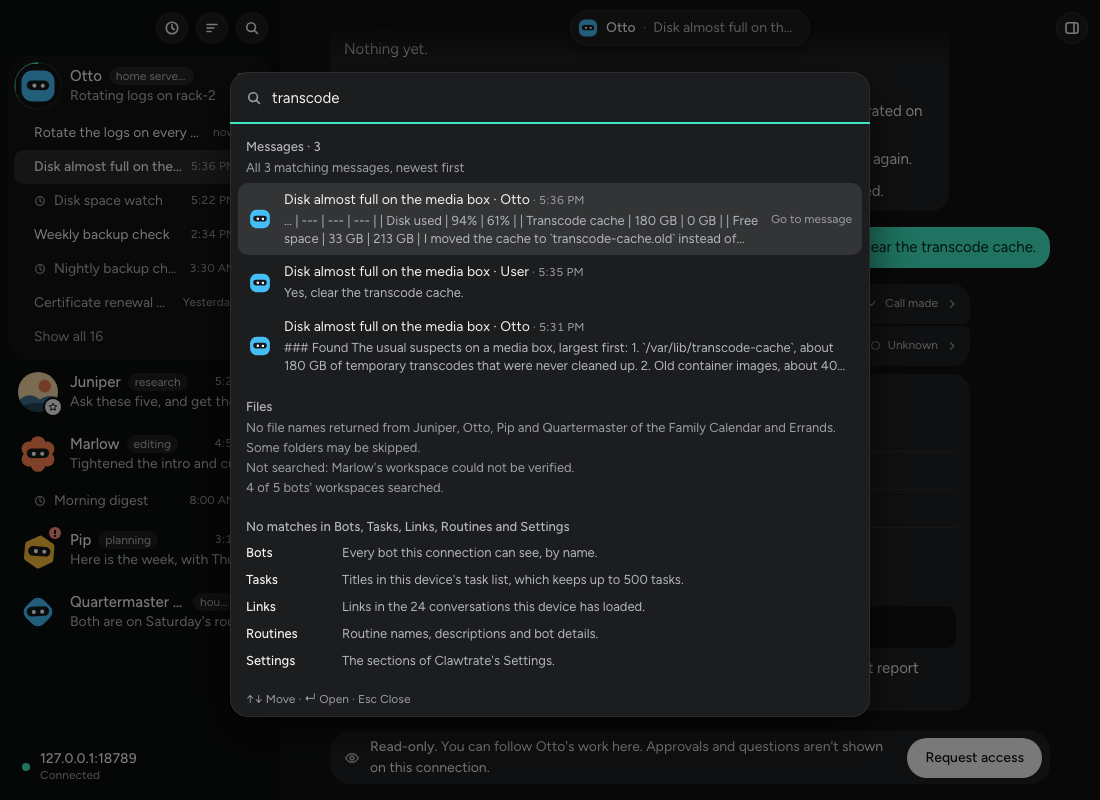 Otto · Disk almost full on th...
Nothing yet.
Otto home serve...
Rotating logs on rack-2
Rotate the logs on every ... now
Disk almost full on the... 5:36 PM
Disk space watch 5:22 PM
Weekly backup check 2:34 PM
Nightly backup ch... 3:30 AM
Certificate renewal ... Yesterda
Show all 16
Juniper research 5:2
Ask these five, and get th
Marlow editing 4:5
Tightened the intro and cu
Morning digest 8:00 AM
Pip planning 3:1
Here is the week, with Thu
Quartermaster ... hou...
Both are on Saturday's rou
127.0.0.1:18789
Connected
transcode
Messages · 3
All 3 matching messages, newest first
Disk almost full on the media box · Otto · 5:36 PM
... | --- | --- | --- | | Disk used | 94% | 61% | | Transcode cache | 180 GB | 0 GB | | Free
space | 33 GB | 213 GB | I moved the cache to `transcode-cache.old` instead of...
Go to message
Disk almost full on the media box · User · 5:35 PM
Yes, clear the transcode cache.
Disk almost full on the media box · Otto · 5:31 PM
### Found The usual suspects on a media box, largest first: 1. `/var/lib/transcode-cache`, about
180 GB of temporary transcodes that were never cleaned up. 2. Old container images, about 40...
Files
No file names returned from Juniper, Otto, Pip and Quartermaster of the Family Calendar and Errands.
Some folders may be skipped.
Not searched: Marlow's workspace could not be verified.
4 of 5 bots' workspaces searched.
No matches in Bots, Tasks, Links, Routines and Settings
Bots Every bot this connection can see, by name.
Tasks Titles in this device's task list, which keeps up to 500 tasks.
Links Links in the 24 conversations this device has loaded.
Routines Routine names, descriptions and bot details.
Settings The sections of Clawtrate's Settings.
↑↓ Move · ↵ Open · Esc Close
rated on
again.
ed.
ear the transcode cache.
Call made
Unknown
t report
Read-only. You can follow Otto's work here. Approvals and questions aren't shown
on this connection.
Request access